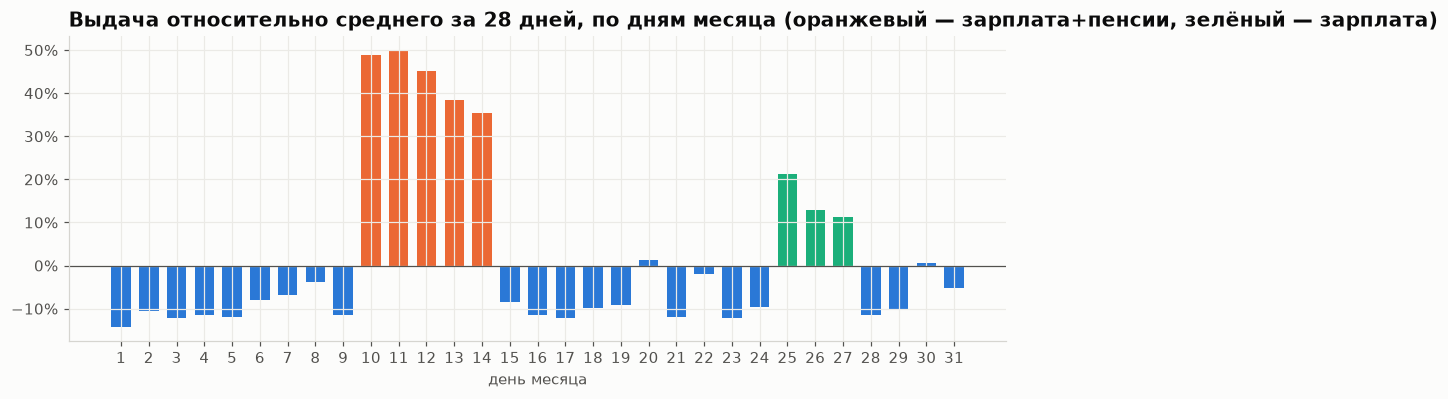 Выдача относительно среднего за 28 дней, по дням месяца (оранжевый — зарплата+пенсии, зелёный — зарплата)
50%
40%
30%
20%
10%
0%
−10%
1 2 3 4 5 6 7 8 9 10 11 12 13 14 15 16 17 18 19 20 21 22 23 24 25 26 27 28 29 30 31
день месяца